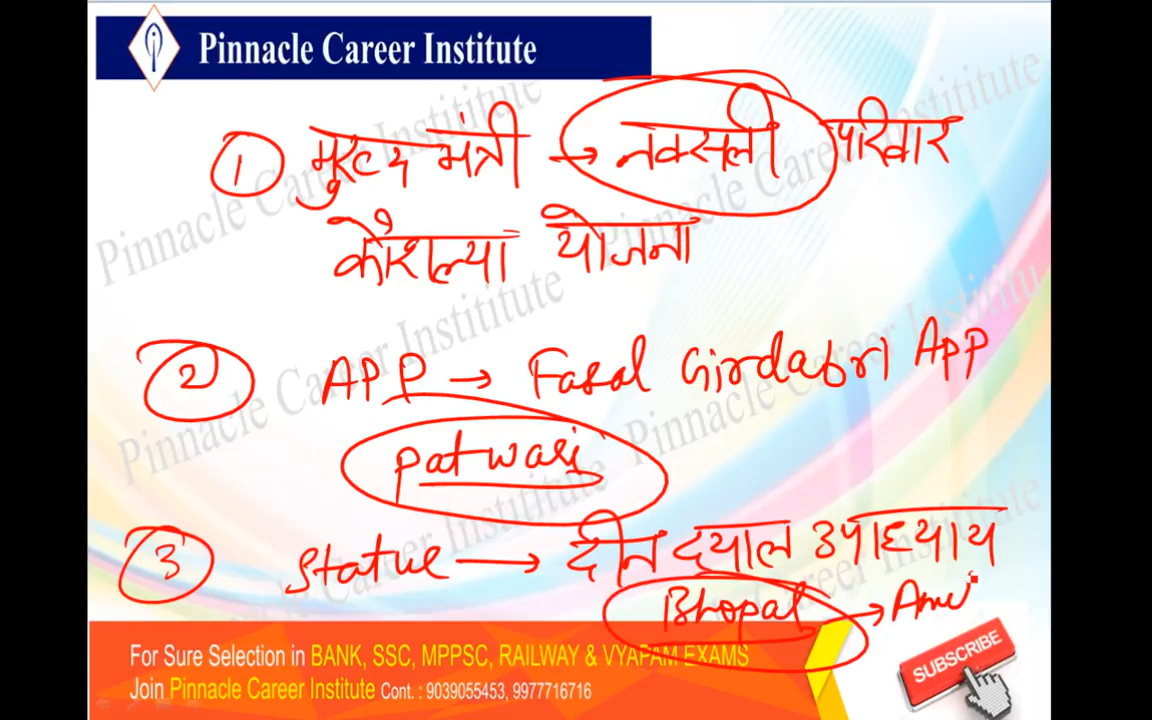 Pinnacle Career Institute
1 मुख्य मंत्री → नक्सली परिवार
कौशल्या योजना
2 APP → Fasal Girdabri APP
patwari
3 Statue → दीन दयाल उपाध्याय
Bhopal →
For Sure Selection in BANK, SSC, MPPSC, RAILWAY & VYAPAM EXAMS
Join Pinnacle Career Institute Cont. : 9039055453, 9977716716
SUBSCRIBE